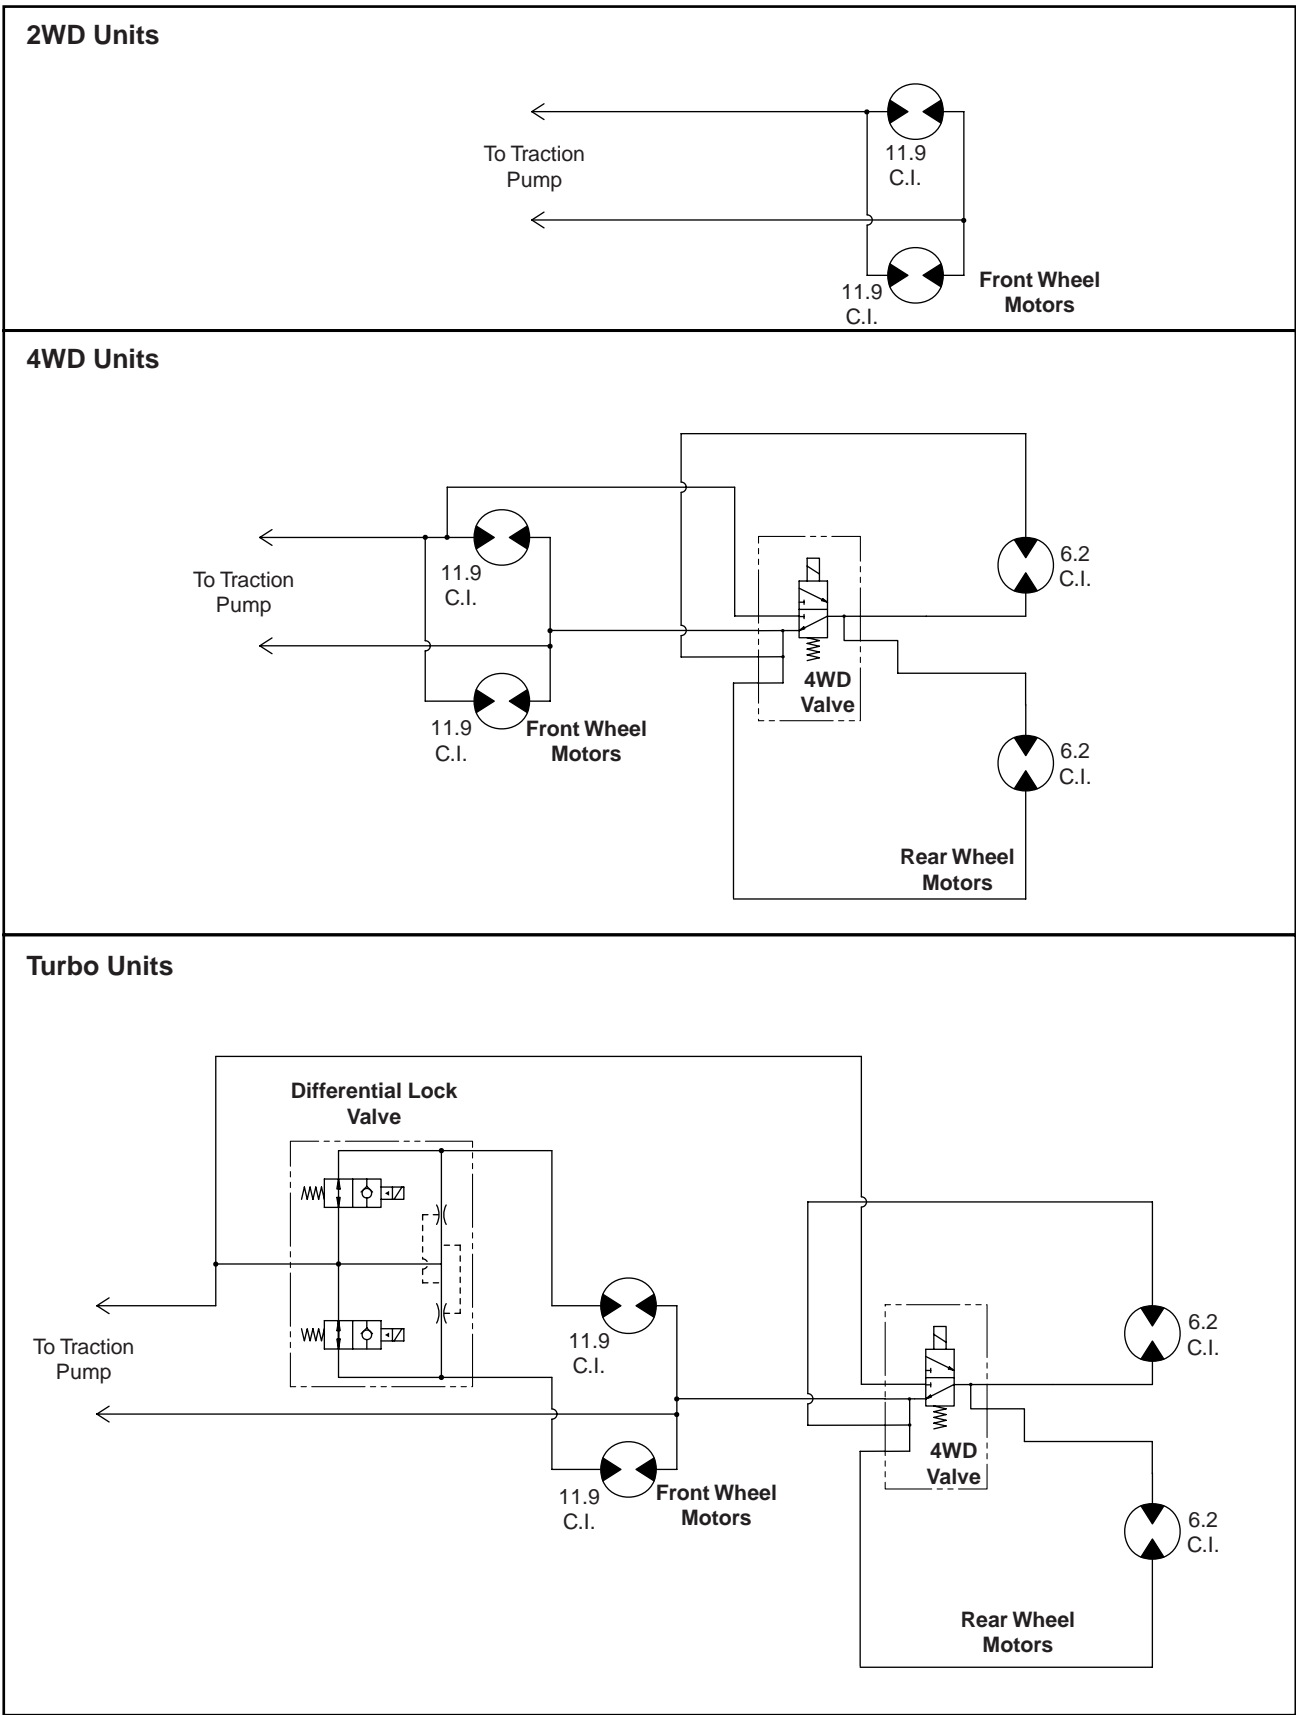 2WD Units
To Traction
Pump
11.9
C.I.
11.9
C.I.
Front Wheel
Motors
4WD Units
To Traction
Pump
11.9
C.I.
11.9
C.I.
Front Wheel
Motors
4WD
Valve
6.2
C.I.
6.2
C.I.
Rear Wheel
Motors
Turbo Units
Differential Lock
Valve
To Traction
Pump
11.9
C.I.
11.9
C.I.
Front Wheel
Motors
4WD
Valve
6.2
C.I.
6.2
C.I.
Rear Wheel
Motors